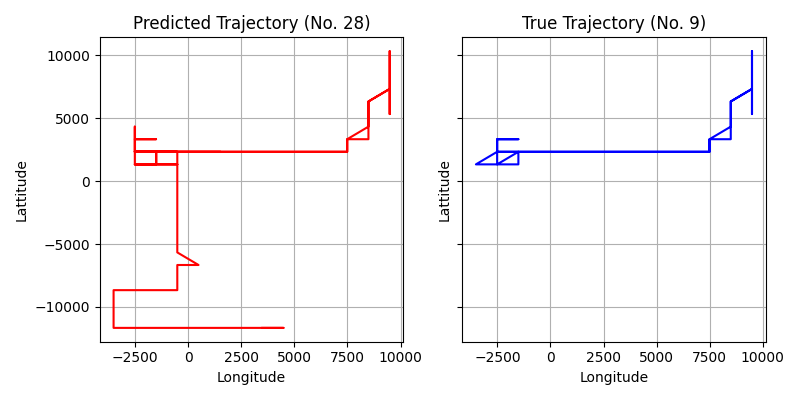 Predicted Trajectory (No. 28)
True Trajectory (No. 9)
10000
5000
0
−5000
−10000
Lattitude
Lattitude
−2500 0 2500 5000 7500 10000
−2500 0 2500 5000 7500 10000
Longitude
Longitude